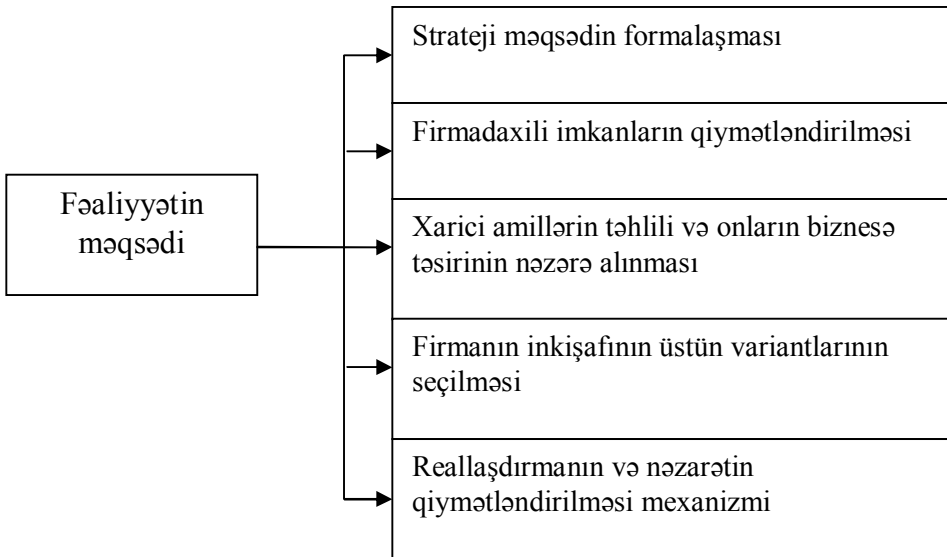 Fəaliyyətin
məqsədi
Strateji məqsədin formalaşması
Firmadaxili imkanların qiymətləndirilməsi
Xarici amillərin təhlili və onların biznesə
təsirinin nəzərə alınması
Firmanın inkişafının üstün variantlarının
seçilməsi
Reallaşdırmanın və nəzarətin
qiymətləndirilməsi mexanizmi